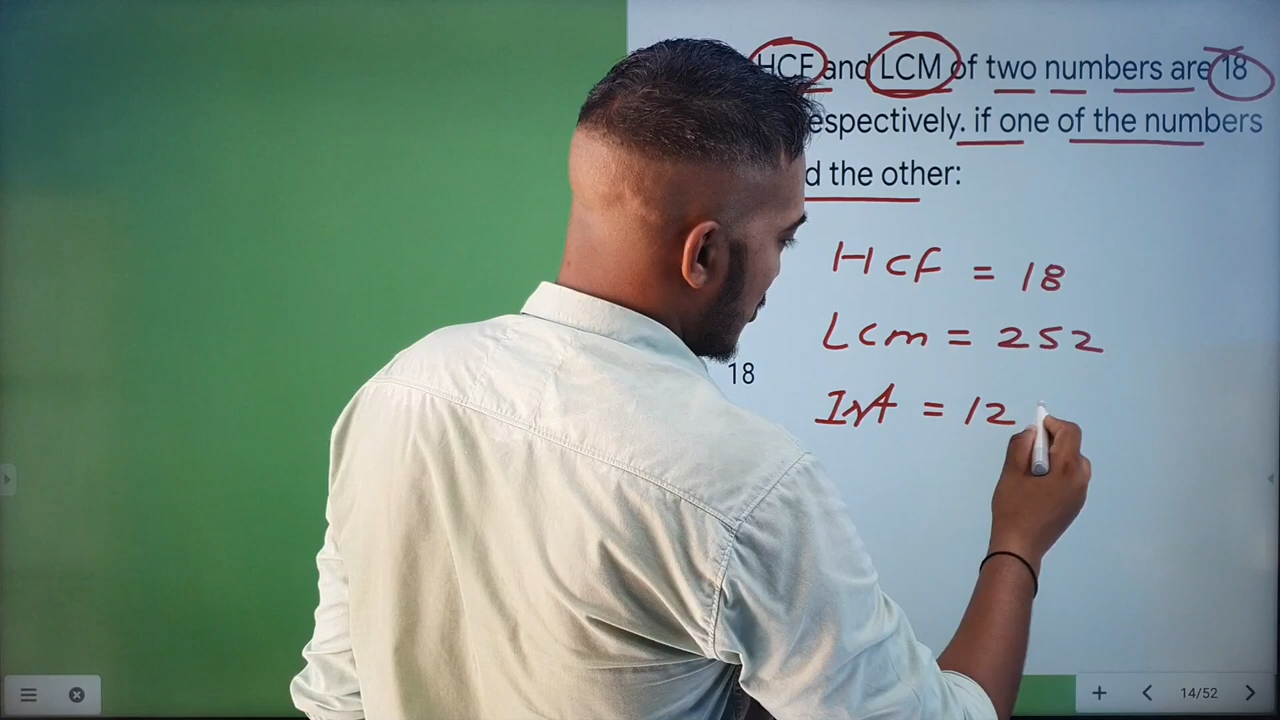 HCF and LCM of two numbers are 18
espectively. if one of the numbers
d the other:
HCF = 18
Lcm = 252
Ist = 12
18
14/52